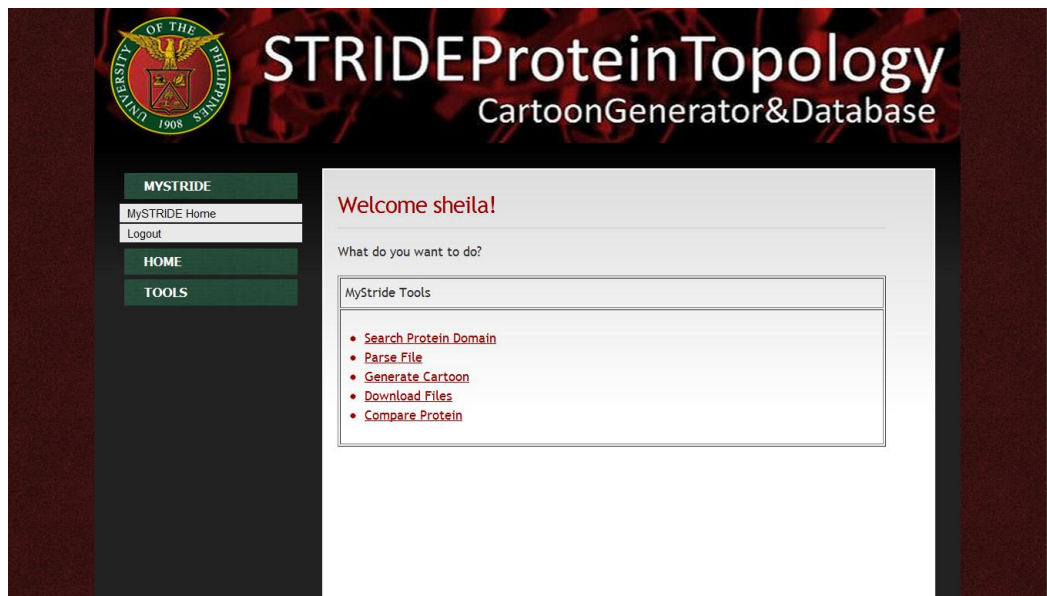 UNIVERSITY OF THE PHILIPPINES
1908
STRIDEProteinTopology
CartoonGenerator&Database
MYSTRIDE
MySTRIDE Home
Logout
HOME
TOOLS
Welcome sheila!
What do you want to do?
MyStride Tools
• Search Protein Domain
• Parse File
• Generate Cartoon
• Download Files
• Compare Protein